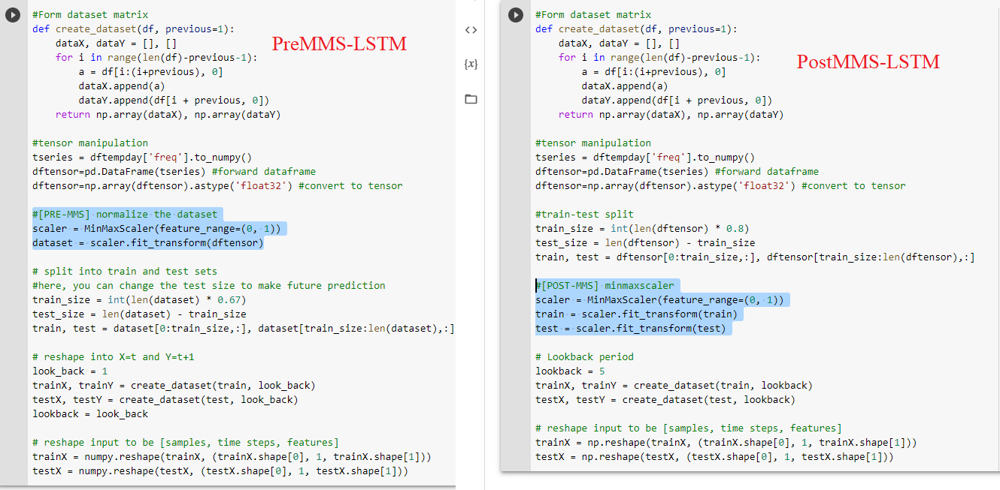 #Form dataset matrix
def create_dataset(df, previous=1):
    dataX, dataY = [], []
    for i in range(len(df)-previous-1):
        a = df[i:(i+previous), 0]
        dataX.append(a)
        dataY.append(df[i + previous, 0])
    return np.array(dataX), np.array(dataY)
PreMMS-LSTM

#tensor manipulation
tseries = dftempday['freq'].to_numpy()
dftensor=pd.DataFrame(tseries) #forward dataframe
dftensor=np.array(dftensor).astype('float32') #convert to tensor

#[PRE-MMS] normalize the dataset
scaler = MinMaxScaler(feature_range=(0, 1))
dataset = scaler.fit_transform(dftensor)

# split into train and test sets
#here, you can change the test size to make future prediction
train_size = int(len(dataset) * 0.67)
test_size = len(dataset) - train_size
train, test = dataset[0:train_size,:], dataset[train_size:len(dataset),:]

# reshape into X=t and Y=t+1
look_back = 1
trainX, trainY = create_dataset(train, look_back)
testX, testY = create_dataset(test, look_back)
lookback = look_back

# reshape input to be [samples, time steps, features]
trainX = numpy.reshape(trainX, (trainX.shape[0], 1, trainX.shape[1]))
testX = numpy.reshape(testX, (testX.shape[0], 1, testX.shape[1]))

<>
{x}

#Form dataset matrix
def create_dataset(df, previous=1):
    dataX, dataY = [], []
    for i in range(len(df)-previous-1):
        a = df[i:(i+previous), 0]
        dataX.append(a)
        dataY.append(df[i + previous, 0])
    return np.array(dataX), np.array(dataY)
PostMMS-LSTM

#tensor manipulation
tseries = dftempday['freq'].to_numpy()
dftensor=pd.DataFrame(tseries) #forward dataframe
dftensor=np.array(dftensor).astype('float32') #convert to tensor

#train-test split
train_size = int(len(dftensor) * 0.8)
test_size = len(dftensor) - train_size
train, test = dftensor[0:train_size,:], dftensor[train_size:len(dftensor),:]

#[POST-MMS] minmaxscaler
scaler = MinMaxScaler(feature_range=(0, 1))
train = scaler.fit_transform(train)
test = scaler.fit_transform(test)

# Lookback period
lookback = 5
trainX, trainY = create_dataset(train, lookback)
testX, testY = create_dataset(test, lookback)

# reshape input to be [samples, time steps, features]
trainX = np.reshape(trainX, (trainX.shape[0], 1, trainX.shape[1]))
testX = np.reshape(testX, (testX.shape[0], 1, testX.shape[1]))